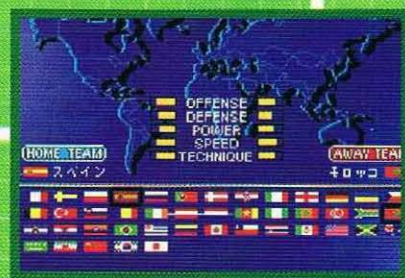 OFFENSE
DEFENSE
POWER
SPEED
TECHNIQUE
HOME TEAM
AWAY TEA
スペイン
モロッコ